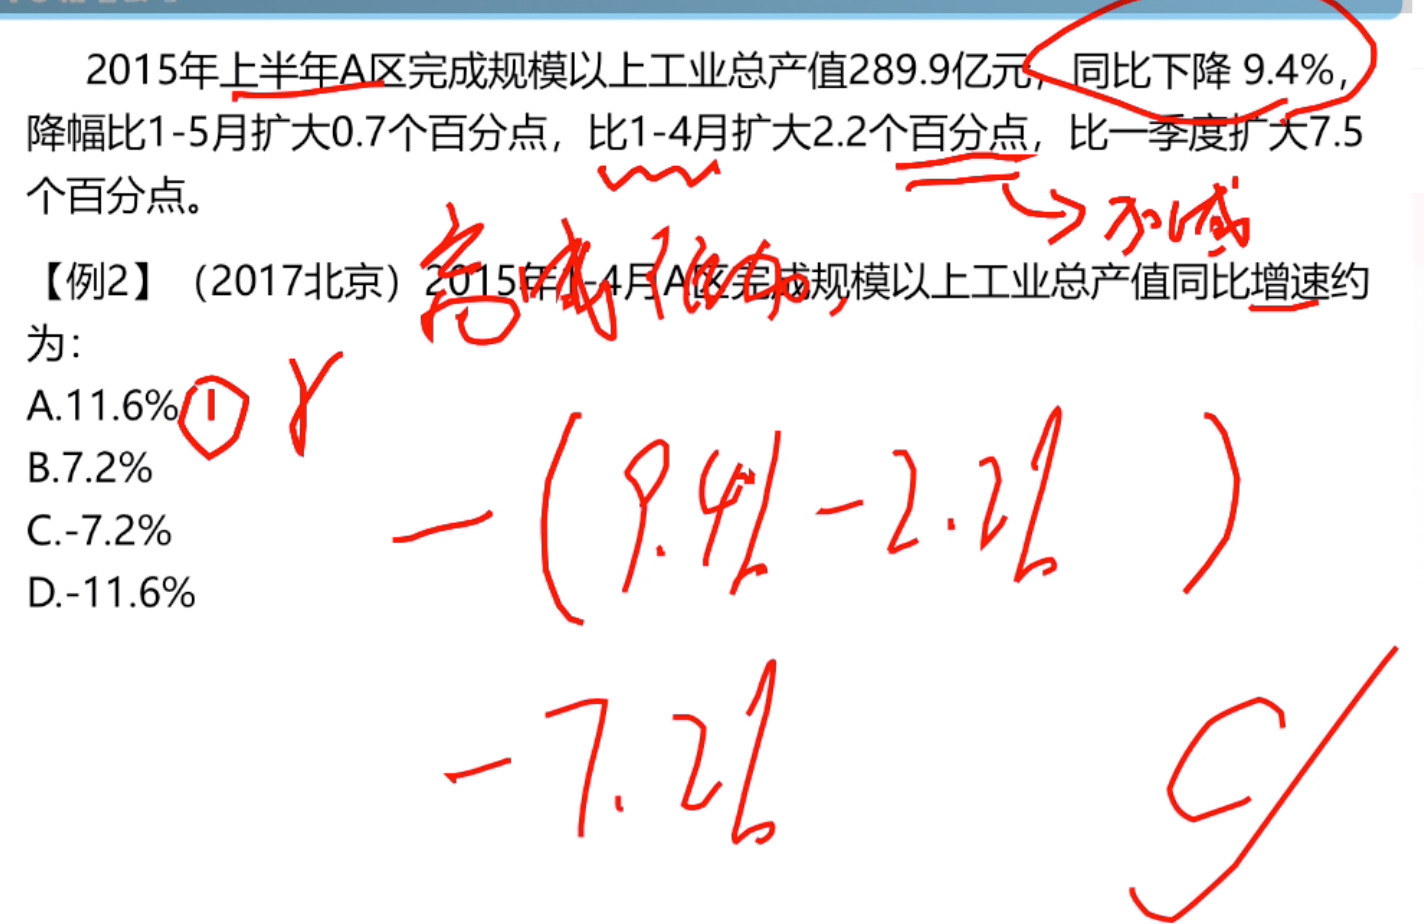 2015年上半年A区完成规模以上工业总产值289.9亿元，同比下降 9.4%，
降幅比1-5月扩大0.7个百分点，比1-4月扩大2.2个百分点，比一季度扩大7.5
个百分点。
加减
高减低加，
【例2】（2017北京）2015年1-4月A区完成规模以上工业总产值同比增速约
为：
A.11.6%
① r
B.7.2%
-(9.4%-2.2%)
C.-7.2%
D.-11.6%
-7.2%
C